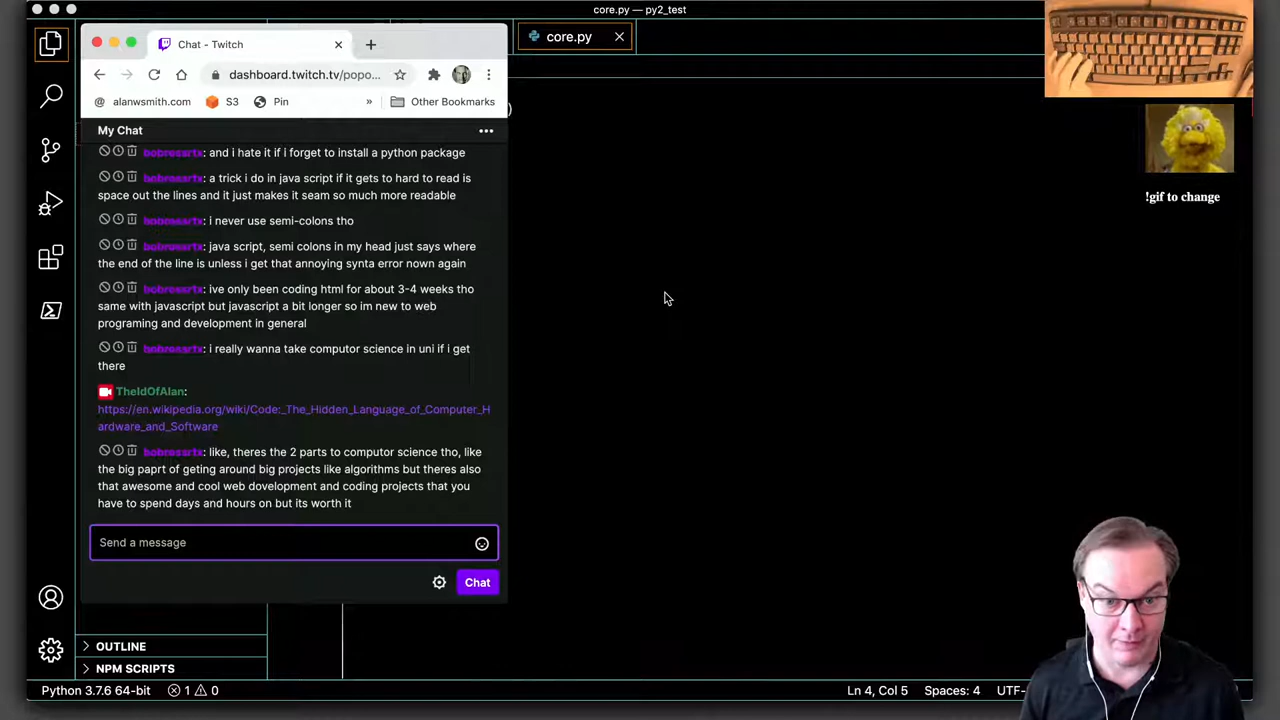 core.py — py2_test
Chat - Twitch
core.py
dashboard.twitch.tv/popo...
alanwsmith.com S3 Pin » Other Bookmarks
)
My Chat
!gif to change
bobrossrtx: and i hate it if i forget to install a python package
bobrossrtx: a trick i do in java script if it gets to hard to read is
space out the lines and it just makes it seam so much more readable
bobrossrtx: i never use semi-colons tho
bobrossrtx: java script, semi colons in my head just says where
the end of the line is unless i get that annoying synta error nown again
bobrossrtx: ive only been coding html for about 3-4 weeks tho
same with javascript but javascript a bit longer so im new to web
programing and development in general
bobrossrtx: i really wanna take computor science in uni if i get
there
TheIdOfAlan:
https://en.wikipedia.org/wiki/Code:_The_Hidden_Language_of_Computer_H
ardware_and_Software
bobrossrtx: like, theres the 2 parts to computor science tho, like
the big paprt of geting around big projects like algorithms but theres also
that awesome and cool web dovelopment and coding projects that you
have to spend days and hours on but its worth it
Send a message
Chat
OUTLINE
NPM SCRIPTS
Python 3.7.6 64-bit 1 0 Ln 4, Col 5 Spaces: 4 UTF-